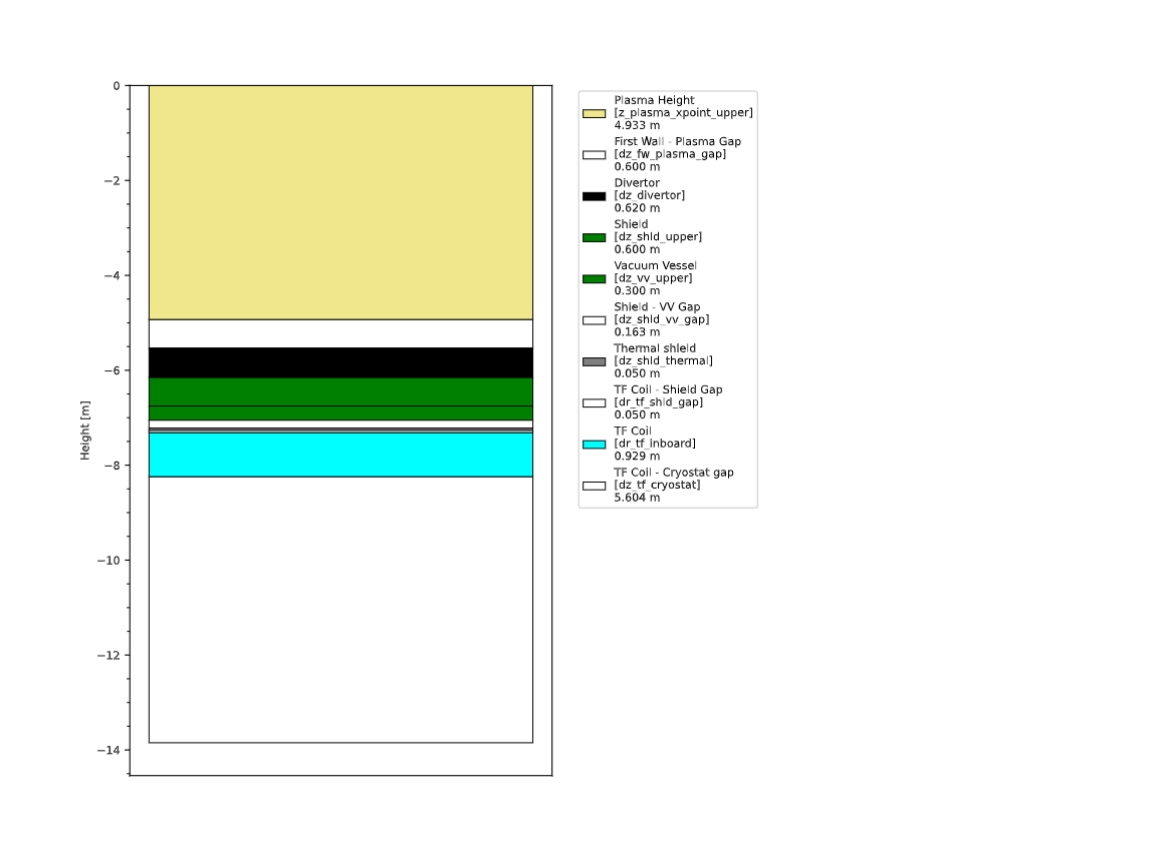 0
−2
−4
−6
−8
−10
−12
−14
Height [m]
Plasma Height
[z_plasma_xpoint_upper]
4.933 m
First Wall - Plasma Gap
[dz_fw_plasma_gap]
0.600 m
Divertor
[dz_divertor]
0.620 m
Shield
[dz_shld_upper]
0.600 m
Vacuum Vessel
[dz_vv_upper]
0.300 m
Shield - VV Gap
[dz_shld_vv_gap]
0.163 m
Thermal shield
[dz_shld_thermal]
0.050 m
TF Coil - Shield Gap
[dr_tf_shld_gap]
0.050 m
TF Coil
[dr_tf_inboard]
0.929 m
TF Coil - Cryostat gap
[dz_tf_cryostat]
5.604 m